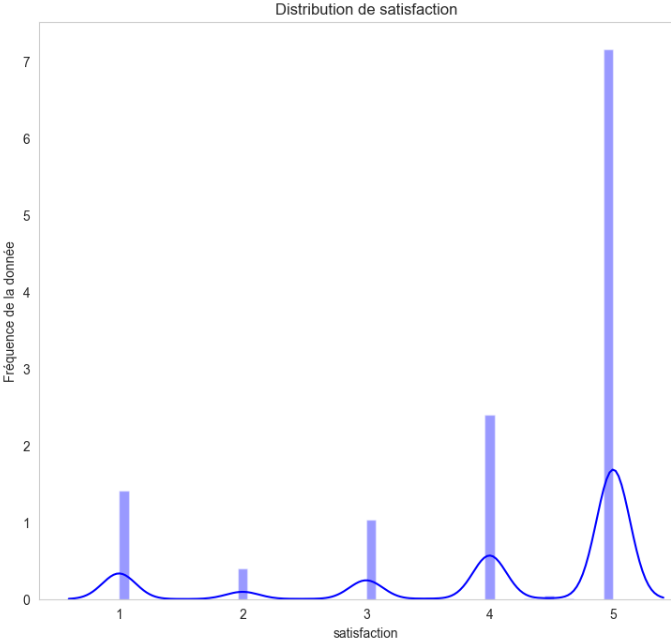 Distribution de satisfaction
Fréquence de la donnée
7
6
5
4
3
2
1
0
1 2 3 4 5
satisfaction